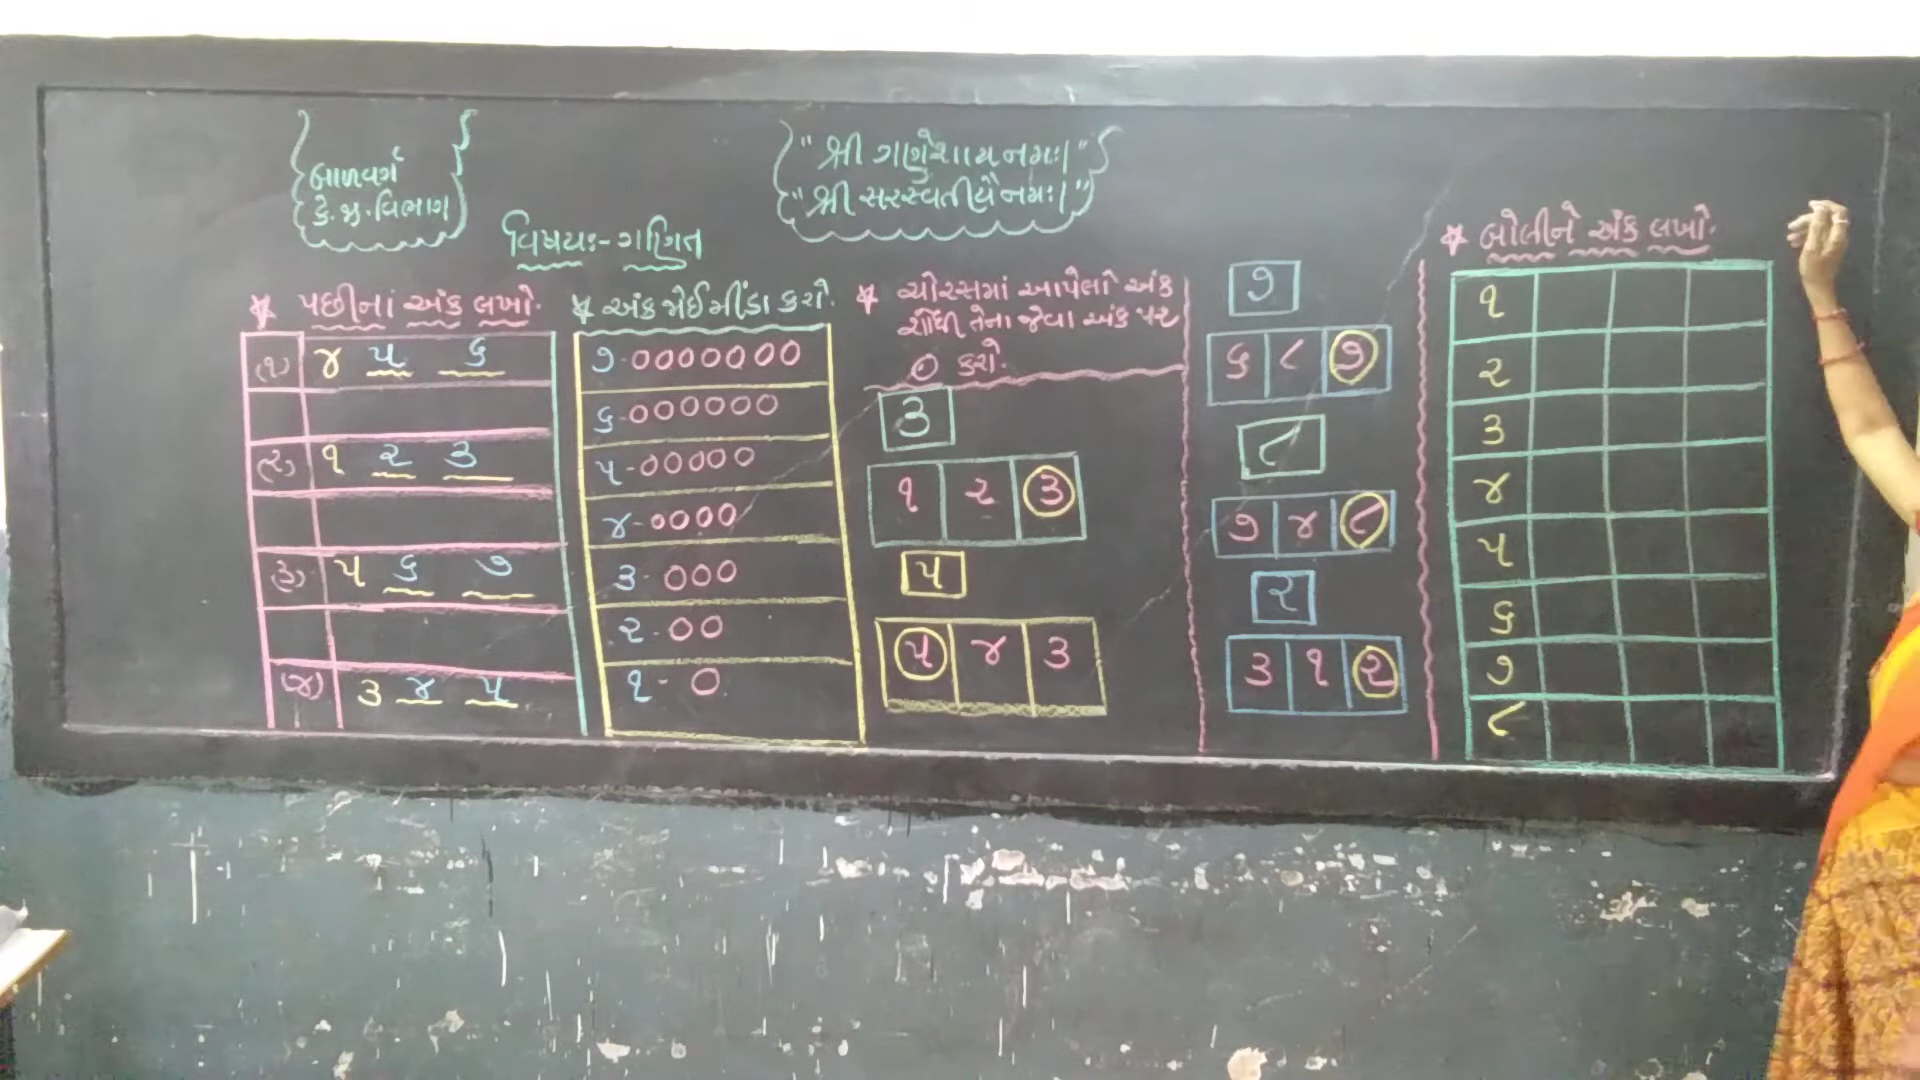 બાળવર્ગ
કે.જી.વિભાગ
"શ્રી ગણેશાય નમઃ।"
"શ્રી સરસ્વતીયૈ નમઃ।"
વિષયઃ- ગણિત
* પછીનાં અંક લખો.
(૧) ૪ ૫ ૬
(૨) ૧ ૨ ૩
(૩) ૫ ૬ ૭
(૪) ૩ ૪ ૫
* અંક જોઈ મીંડા કરો.
૭-૦૦૦૦૦૦૦
૬-૦૦૦૦૦૦
૫-૦૦૦૦૦
૪-૦૦૦૦
૩-૦૦૦
૨-૦૦
૧-૦
* ચોરસમાં આપેલો અંક
શોધી તેના જેવા અંક પર
૦ કરો.
૩
૧ ૨ ૩
૫
૫ ૪ ૩
૭
૬ ૮ ૭
૮
૭ ૪ ૮
૨
૩ ૧ ૨
* બોલીને અંક લખો.
૧
૨
૩
૪
૫
૬
૭
૮